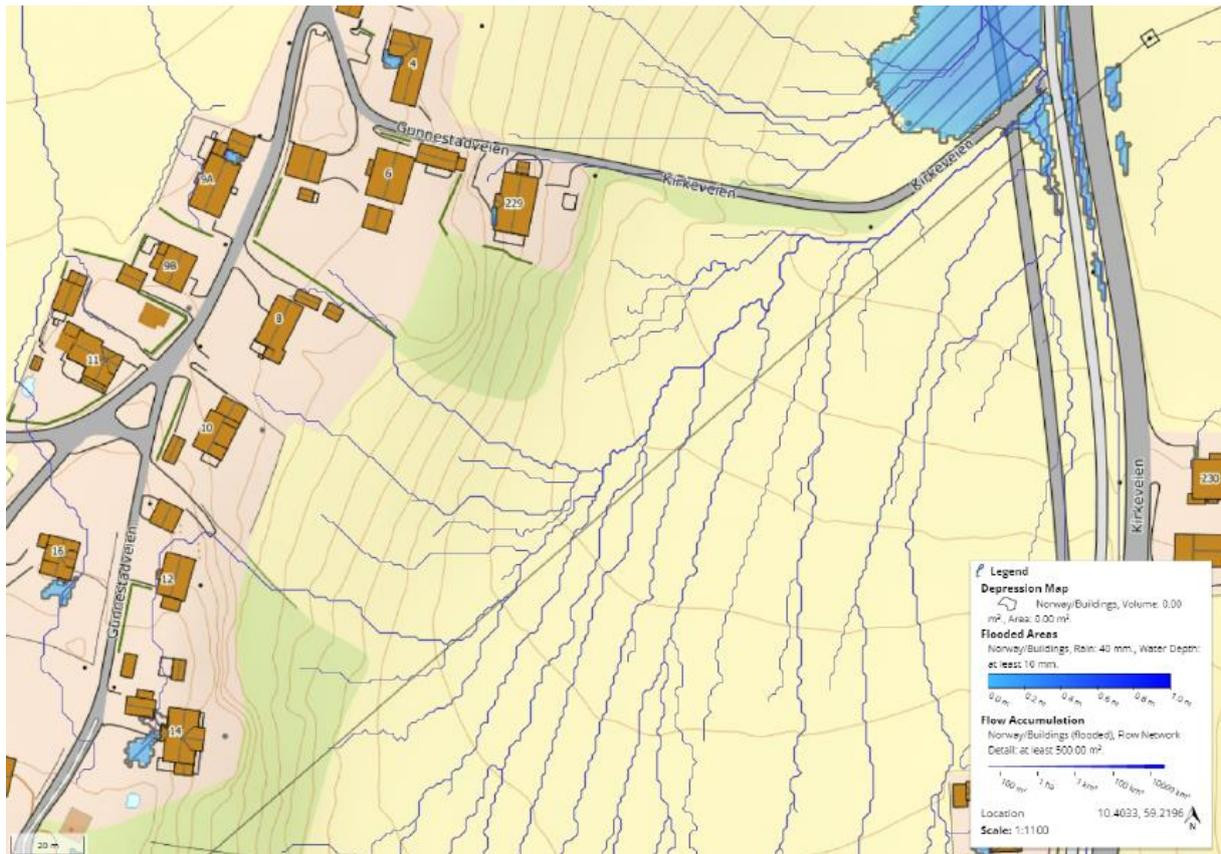 4
Gunnestadveien
6
9A
229
Kirkeveien
Kirkeveien
9B
8
11
10
230
Kirkeveien
16
12
Gunnestadveien
14
20 m
Legend
Depression Map
Norway/Buildings, Volume: 0.00
m³., Area: 0.00 m².
Flooded Areas
Norway/Buildings, Rain: 40 mm., Water Depth:
at least 10 mm.
0.0 m 0.2 m 0.4 m 0.6 m 0.8 m 1.0 m
Flow Accumulation
Norway/Buildings (flooded), Flow Network
Detail: at least 500.00 m².
100 m² 1 ha 1 km² 100 km² 10000 km²
Location 10.4033, 59.2196
Scale: 1:1100
N